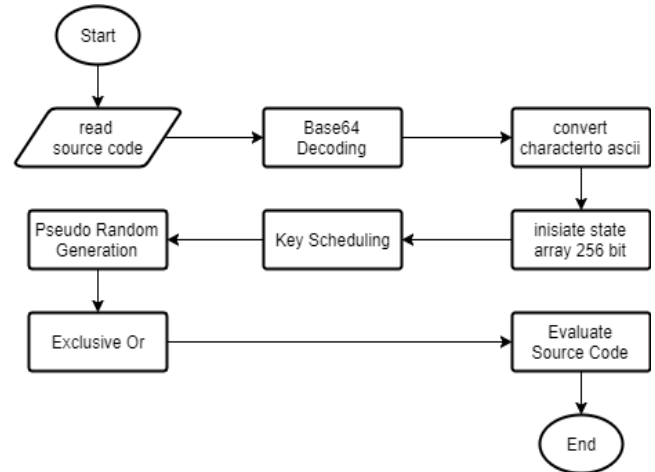 Start
read
source code
Base64
Decoding
convert
characterto ascii
Pseudo Random
Generation
Key Scheduling
inisiate state
array 256 bit
Exclusive Or
Evaluate
Source Code
End